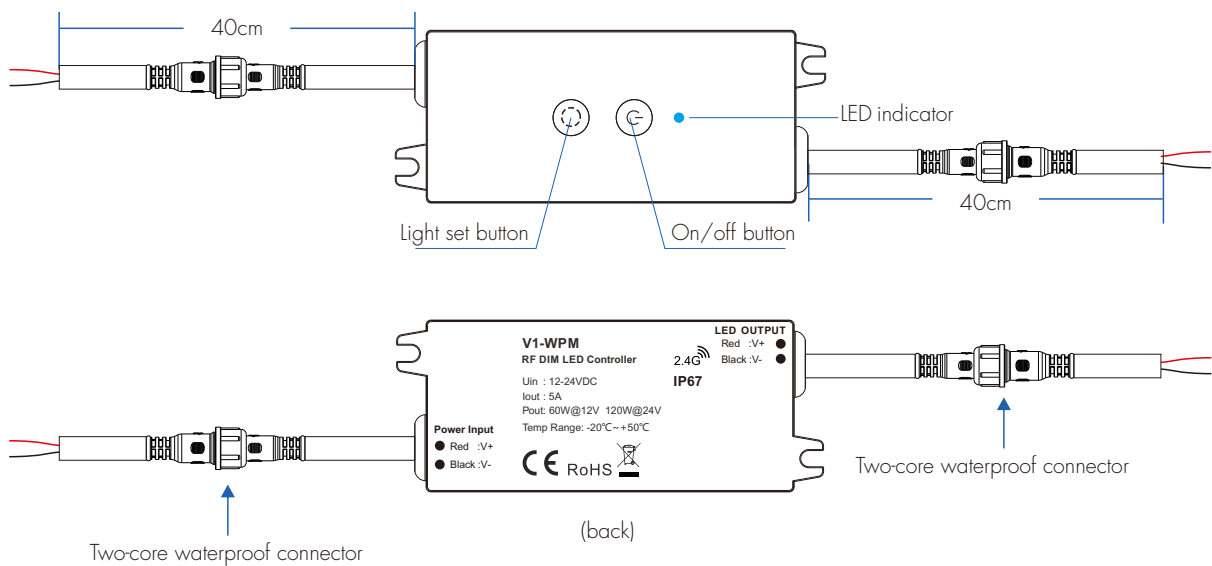 40cm
LED indicator
40cm
Light set button
On/off button
V1-WPM
RF DIM LED Controller
Uin : 12-24VDC
Iout : 5A
Pout: 60W@12V 120W@24V
Temp Range: -20℃~+50℃
CE RoHS
2.4G
IP67
LED OUTPUT
Red :V+
Black :V-
Power Input
Red :V+
Black :V-
Two-core waterproof connector
(back)
Two-core waterproof connector